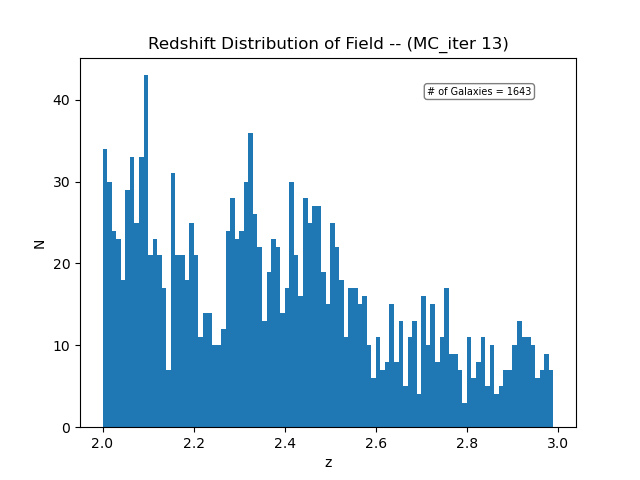 Redshift Distribution of Field -- (MC_iter 13)
# of Galaxies = 1643
N
40
30
20
10
0
2.0 2.2 2.4 2.6 2.8 3.0
z